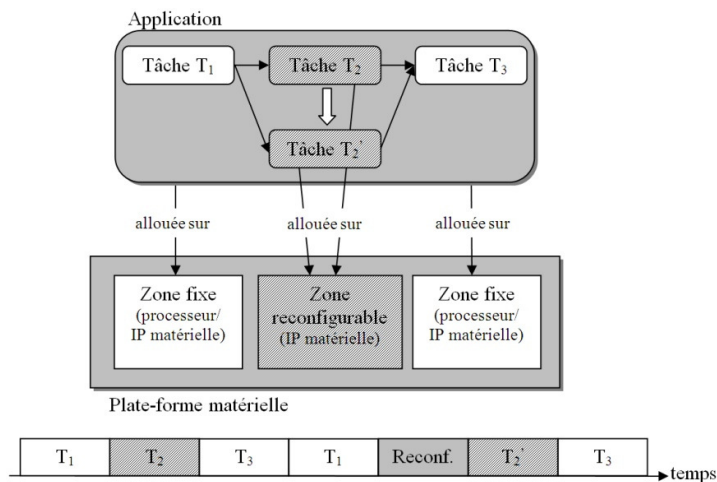 Application
Tâche T₁ Tâche T₂ Tâche T₃
Tâche T₂'
allouée sur allouée sur allouée sur
Zone fixe
(processeur/
IP matérielle)
Zone
reconfigurable
(IP matérielle)
Zone fixe
(processeur/
IP matérielle)
Plate-forme matérielle
T₁ T₂ T₃ T₁ Reconf. T₂' T₃
temps